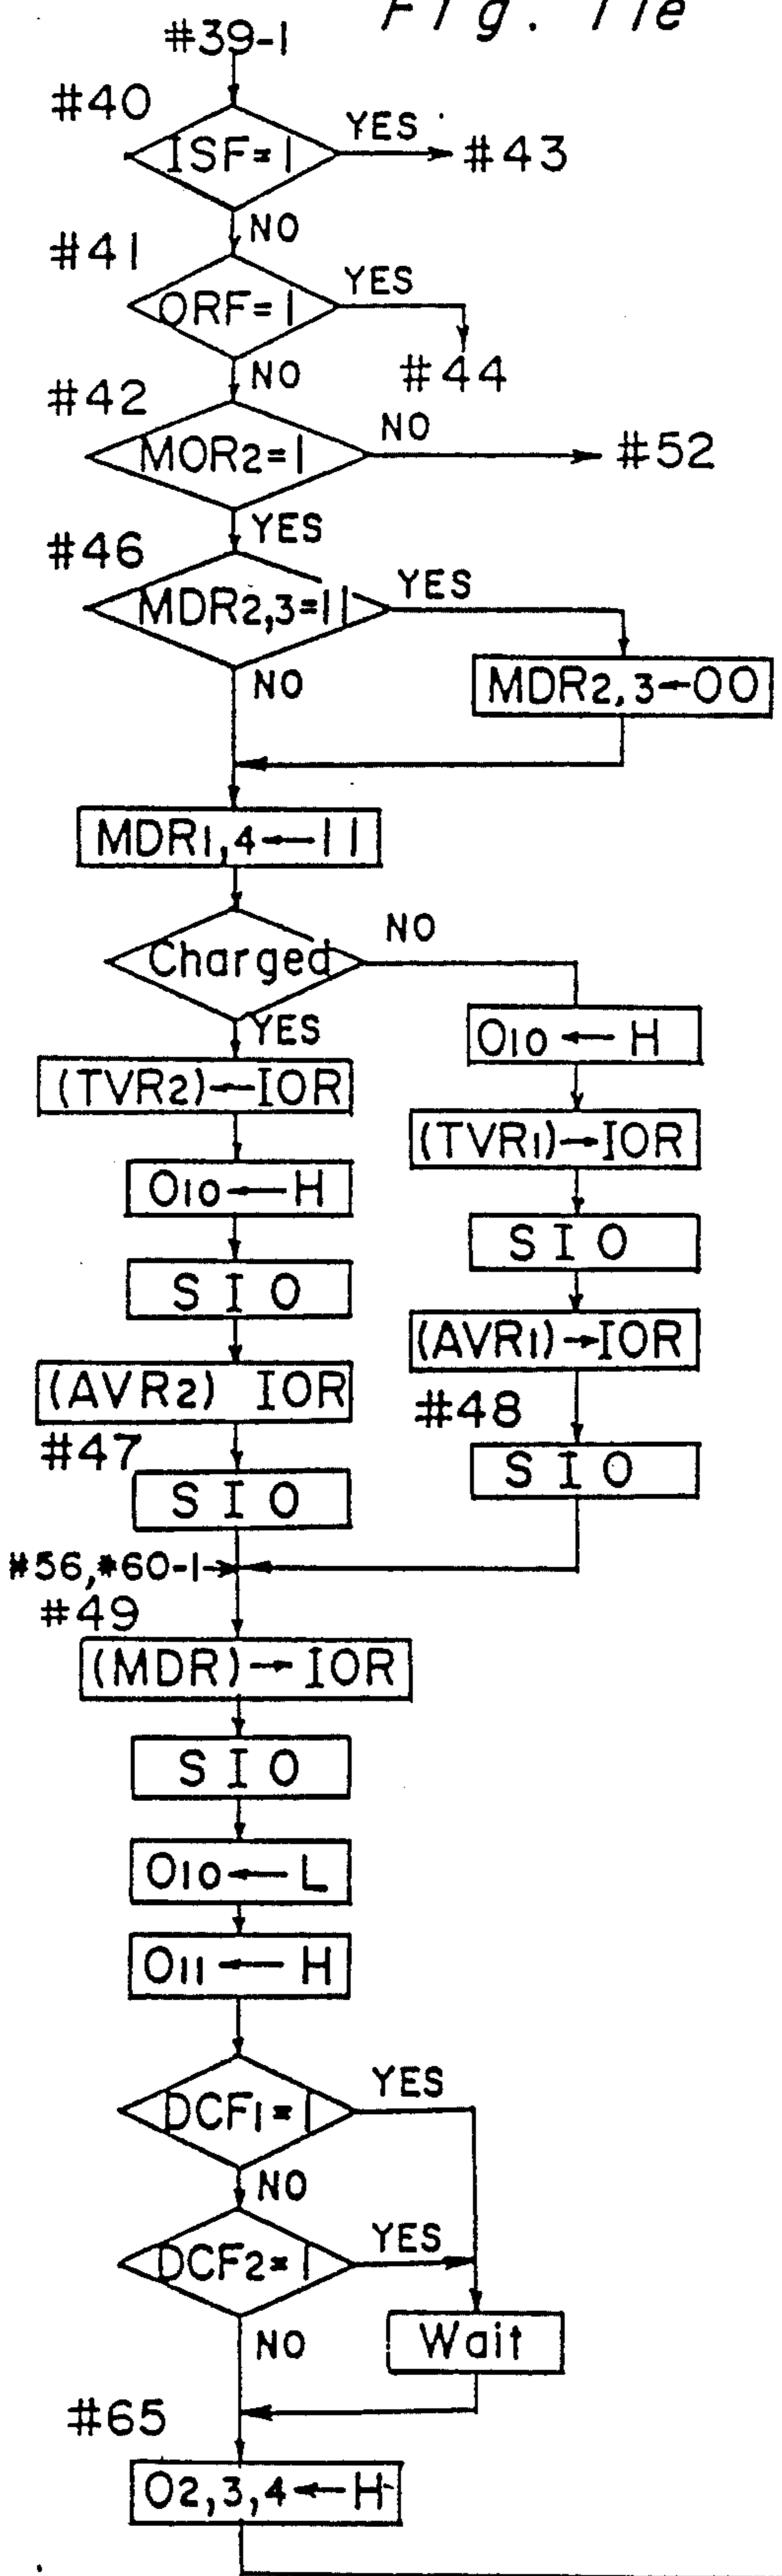 Fig. 11e
#39-1
#40
ISF=1
YES
#43
NO
#41
ORF=1
YES
#44
NO
#42
MOR2=1
NO
#52
YES
#46
MDR2,3=11
YES
MDR2,3←00
NO
MDR1,4←11
Charged
NO
YES
O10←H
(TVR2)←IOR
(TVR1)→IOR
O10←H
SIO
SIO
(AVR1)→IOR
(AVR2) IOR
#48
#47
SIO
SIO
#56,#60-1
#49
(MDR)→IOR
SIO
O10←L
O11←H
DCF1=1
YES
NO
DCF2=1
YES
Wait
NO
#65
O2,3,4←H